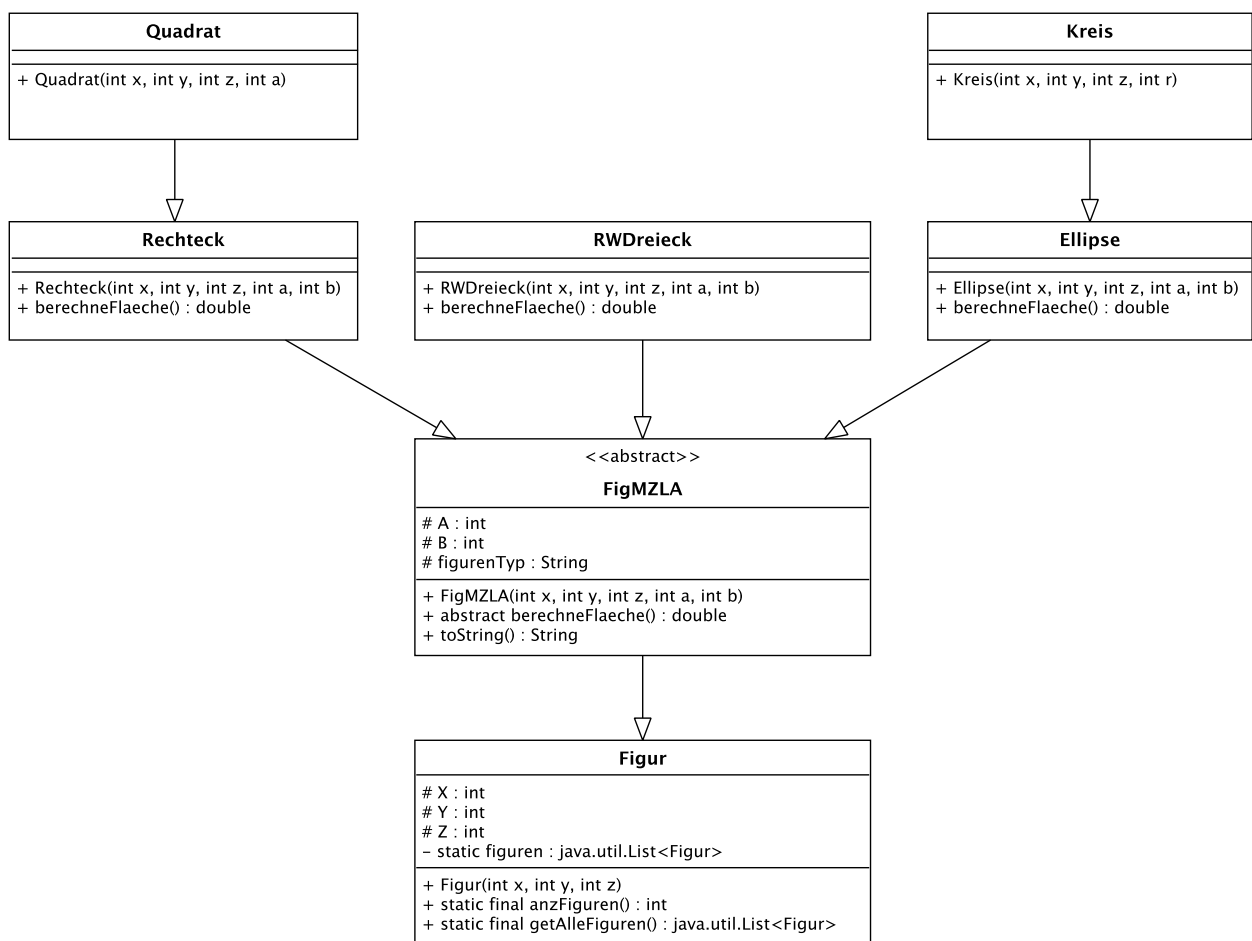 Quadrat
+ Quadrat(int x, int y, int z, int a)
Kreis
+ Kreis(int x, int y, int z, int r)
Rechteck
+ Rechteck(int x, int y, int z, int a, int b)
+ berechneFlaeche() : double
RWDreieck
+ RWDreieck(int x, int y, int z, int a, int b)
+ berechneFlaeche() : double
Ellipse
+ Ellipse(int x, int y, int z, int a, int b)
+ berechneFlaeche() : double
<<abstract>>
FigMZLA
# A : int
# B : int
# figurenTyp : String
+ FigMZLA(int x, int y, int z, int a, int b)
+ abstract berechneFlaeche() : double
+ toString() : String
Figur
# X : int
# Y : int
# Z : int
– static figuren : java.util.List<Figur>
+ Figur(int x, int y, int z)
+ static final anzFiguren() : int
+ static final getAlleFiguren() : java.util.List<Figur>